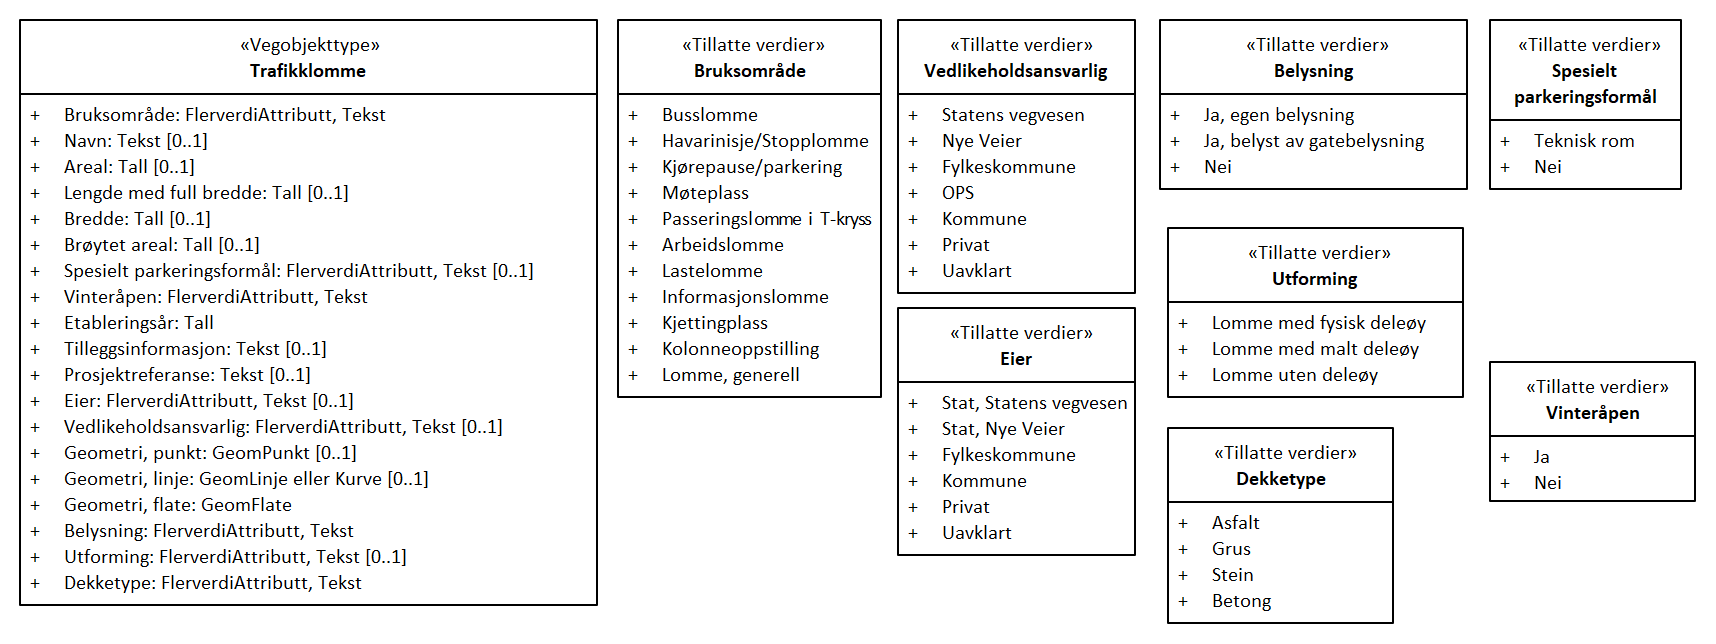 «Vegobjekttype»
Trafikklomme
+ Bruksområde: FlerverdiAttributt, Tekst
+ Navn: Tekst [0..1]
+ Areal: Tall [0..1]
+ Lengde med full bredde: Tall [0..1]
+ Bredde: Tall [0..1]
+ Brøytet areal: Tall [0..1]
+ Spesielt parkeringsformål: FlerverdiAttributt, Tekst [0..1]
+ Vinteråpen: FlerverdiAttributt, Tekst
+ Etableringsår: Tall
+ Tilleggsinformasjon: Tekst [0..1]
+ Prosjektreferanse: Tekst [0..1]
+ Eier: FlerverdiAttributt, Tekst [0..1]
+ Vedlikeholdsansvarlig: FlerverdiAttributt, Tekst [0..1]
+ Geometri, punkt: GeomPunkt [0..1]
+ Geometri, linje: GeomLinje eller Kurve [0..1]
+ Geometri, flate: GeomFlate
+ Belysning: FlerverdiAttributt, Tekst
+ Utforming: FlerverdiAttributt, Tekst [0..1]
+ Dekketype: FlerverdiAttributt, Tekst
«Tillatte verdier»
Bruksområde
+ Busslomme
+ Havarinisje/Stopplomme
+ Kjørepause/parkering
+ Møteplass
+ Passeringslomme i T-kryss
+ Arbeidslomme
+ Lastelomme
+ Informasjonslomme
+ Kjettingplass
+ Kolonneoppstilling
+ Lomme, generell
«Tillatte verdier»
Vedlikeholdsansvarlig
+ Statens vegvesen
+ Nye Veier
+ Fylkeskommune
+ OPS
+ Kommune
+ Privat
+ Uavklart
«Tillatte verdier»
Eier
+ Stat, Statens vegvesen
+ Stat, Nye Veier
+ Fylkeskommune
+ Kommune
+ Privat
+ Uavklart
«Tillatte verdier»
Belysning
+ Ja, egen belysning
+ Ja, belyst av gatebelysning
+ Nei
«Tillatte verdier»
Utforming
+ Lomme med fysisk deleøy
+ Lomme med malt deleøy
+ Lomme uten deleøy
«Tillatte verdier»
Dekketype
+ Asfalt
+ Grus
+ Stein
+ Betong
«Tillatte verdier»
Spesielt
parkeringsformål
+ Teknisk rom
+ Nei
«Tillatte verdier»
Vinteråpen
+ Ja
+ Nei